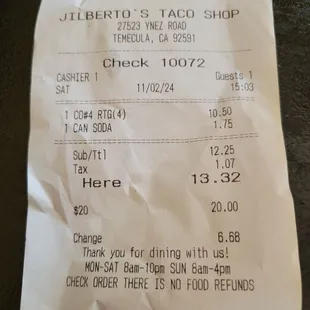 JILBERTO'S TACO SHOP
27523 YNEZ ROAD
TEMECULA, CA 92591
Check 10072
CASHIER 1 Guests 1
SAT 11/02/24 15:03
1 CO#4 RTG(4) 10.50
1 CAN SODA 1.75
Sub/Ttl 12.25
Tax 1.07
Here 13.32
$20 20.00
Change 6.68
Thank you for dining with us!
MON-SAT 8am-10pm SUN 8am-4pm
CHECK ORDER THERE IS NO FOOD REFUNDS